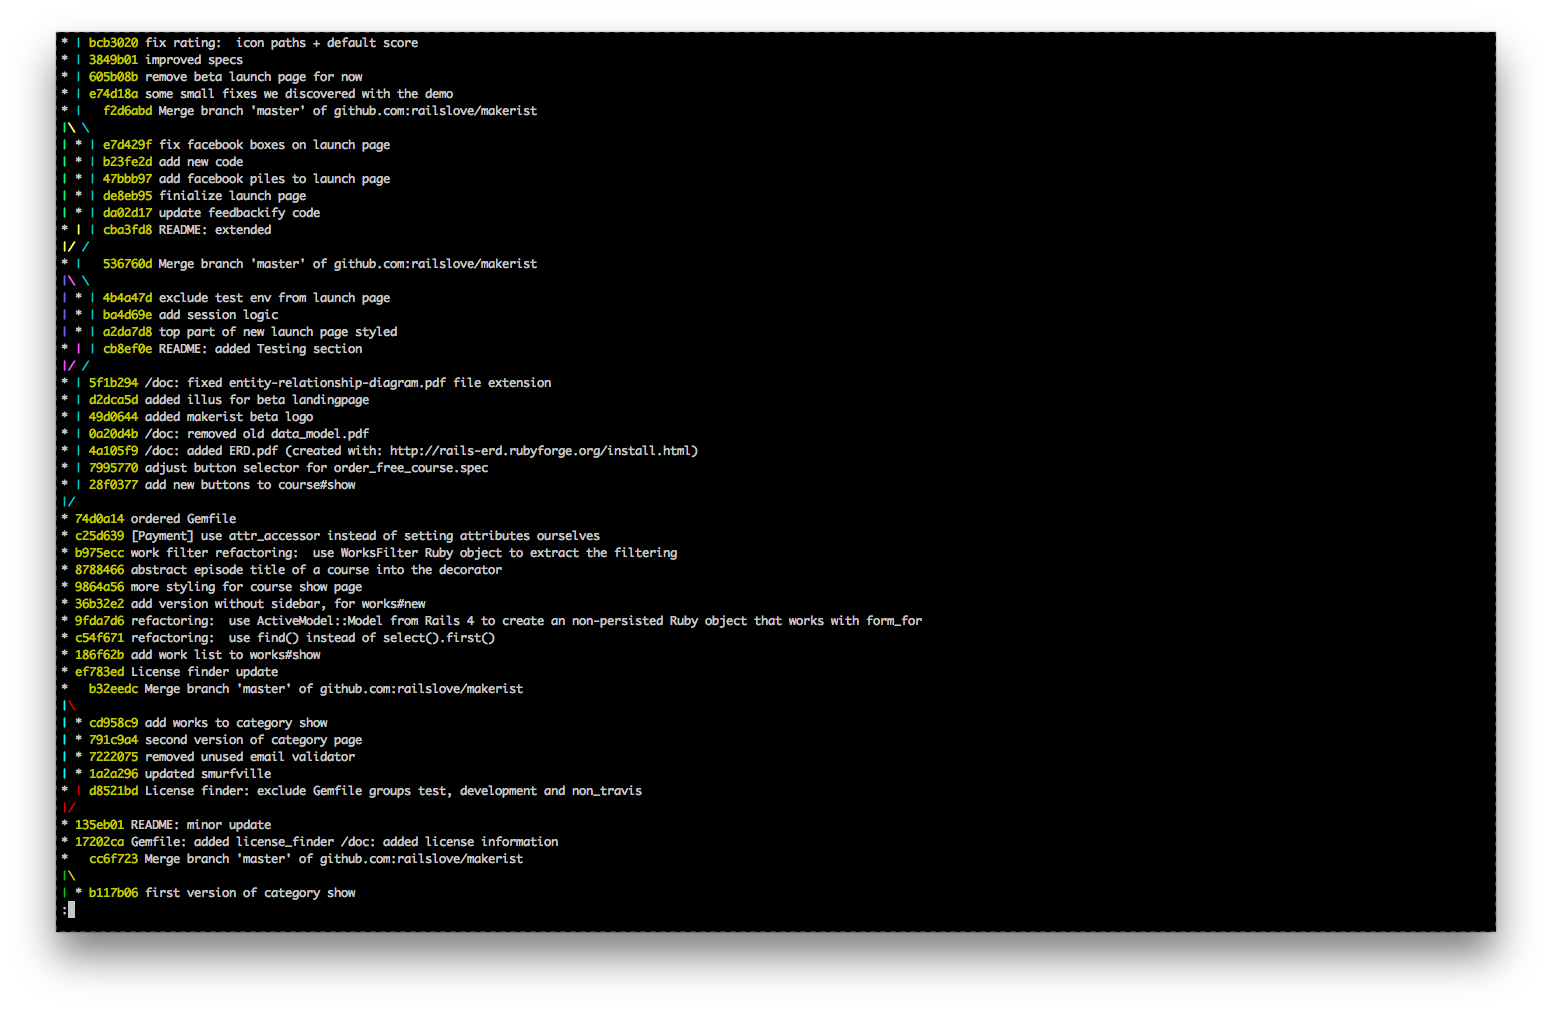 * | bcb3020 fix rating:  icon paths + default score
* | 3849b01 improved specs
* | 605b08b remove beta launch page for now
* | e74d18a some small fixes we discovered with the demo
* |   f2d6abd Merge branch 'master' of github.com:railslove/makerist
|\ \
| * | e7d429f fix facebook boxes on launch page
| * | b23fe2d add new code
| * | 47bbb97 add facebook piles to launch page
| * | de8eb95 finialize launch page
| * | da02d17 update feedbackify code
* | | cba3fd8 README: extended
|/ /
* |   536760d Merge branch 'master' of github.com:railslove/makerist
|\ \
| * | 4b4a47d exclude test env from launch page
| * | ba4d69e add session logic
| * | a2da7d8 top part of new launch page styled
* | | cb8ef0e README: added Testing section
|/ /
* | 5f1b294 /doc: fixed entity-relationship-diagram.pdf file extension
* | d2dca5d added illus for beta landingpage
* | 49d0644 added makerist beta logo
* | 0a20d4b /doc: removed old data_model.pdf
* | 4a105f9 /doc: added ERD.pdf (created with: http://rails-erd.rubyforge.org/install.html)
* | 7995770 adjust button selector for order_free_course.spec
* | 28f0377 add new buttons to course#show
|/
* 74d0a14 ordered Gemfile
* c25d639 [Payment] use attr_accessor instead of setting attributes ourselves
* b975ecc work filter refactoring:  use WorksFilter Ruby object to extract the filtering
* 8788466 abstract episode title of a course into the decorator
* 9864a56 more styling for course show page
* 36b32e2 add version without sidebar, for works#new
* 9fda7d6 refactoring:  use ActiveModel::Model from Rails 4 to create an non-persisted Ruby object that works with form_for
* c54f671 refactoring:  use find() instead of select().first()
* 186f62b add work list to works#show
* ef783ed License finder update
*   b32eedc Merge branch 'master' of github.com:railslove/makerist
|\
| * cd958c9 add works to category show
| * 791c9a4 second version of category page
| * 7222075 removed unused email validator
| * 1a2a296 updated smurfville
* | d8521bd License finder: exclude Gemfile groups test, development and non_travis
|/
* 135eb01 README: minor update
* 17202ca Gemfile: added license_finder /doc: added license information
*   cc6f723 Merge branch 'master' of github.com:railslove/makerist
|\
| * b117b06 first version of category show
: